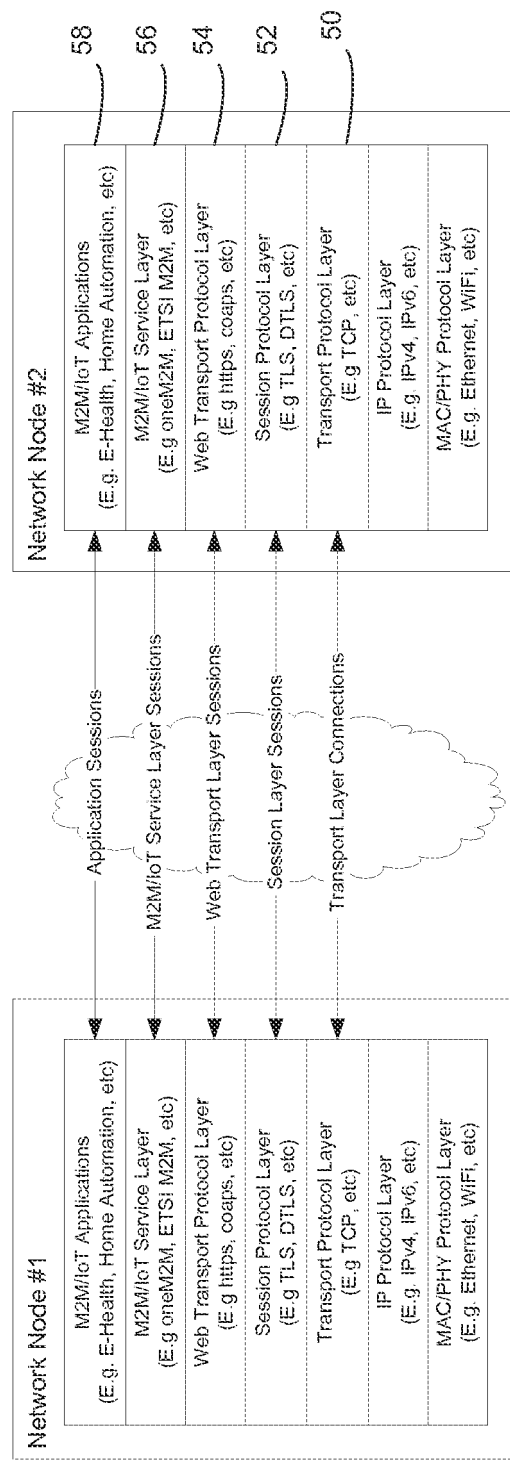 Network Node #1
M2M/IoT Applications
(E.g. E-Health, Home Automation, etc)
M2M/IoT Service Layer
(E.g oneM2M, ETSI M2M, etc)
Web Transport Protocol Layer
(E.g https, coaps, etc)
Session Protocol Layer
(E.g TLS, DTLS, etc)
Transport Protocol Layer
(E.g TCP, etc)
IP Protocol Layer
(E.g. IPv4, IPv6, etc)
MAC/PHY Protocol Layer
(E.g. Ethernet, WiFi, etc)
Application Sessions
M2M/IoT Service Layer Sessions
Web Transport Layer Sessions
Session Layer Sessions
Transport Layer Connections
Network Node #2
M2M/IoT Applications
(E.g. E-Health, Home Automation, etc)
M2M/IoT Service Layer
(E.g oneM2M, ETSI M2M, etc)
Web Transport Protocol Layer
(E.g https, coaps, etc)
Session Protocol Layer
(E.g TLS, DTLS, etc)
Transport Protocol Layer
(E.g TCP, etc)
IP Protocol Layer
(E.g. IPv4, IPv6, etc)
MAC/PHY Protocol Layer
(E.g. Ethernet, WiFi, etc)
58
56
54
52
50